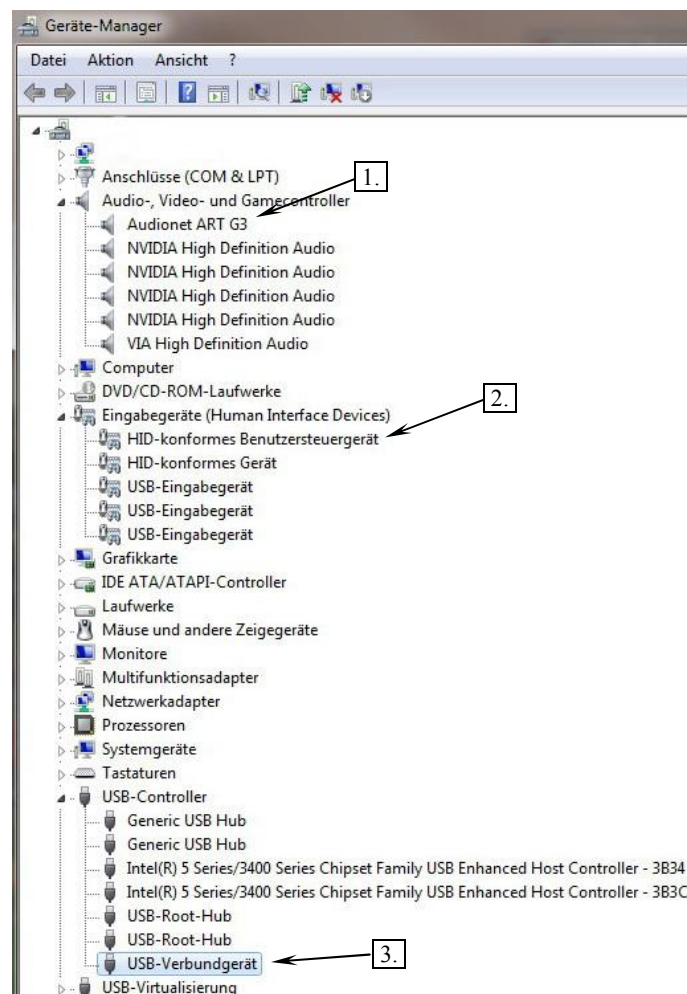 Geräte-Manager
Datei Aktion Ansicht ?
Anschlüsse (COM & LPT)
1.
Audio-, Video- und Gamecontroller
Audionet ART G3
NVIDIA High Definition Audio
NVIDIA High Definition Audio
NVIDIA High Definition Audio
NVIDIA High Definition Audio
VIA High Definition Audio
Computer
DVD/CD-ROM-Laufwerke
2.
Eingabegeräte (Human Interface Devices)
HID-konformes Benutzersteuergerät
HID-konformes Gerät
USB-Eingabegerät
USB-Eingabegerät
USB-Eingabegerät
Grafikkarte
IDE ATA/ATAPI-Controller
Laufwerke
Mäuse und andere Zeigegeräte
Monitore
Multifunktionsadapter
Netzwerkadapter
Prozessoren
Systemgeräte
Tastaturen
USB-Controller
Generic USB Hub
Generic USB Hub
Intel(R) 5 Series/3400 Series Chipset Family USB Enhanced Host Controller - 3B34
Intel(R) 5 Series/3400 Series Chipset Family USB Enhanced Host Controller - 3B3C
USB-Root-Hub
USB-Root-Hub
USB-Verbundgerät
3.
USB-Virtualisierung